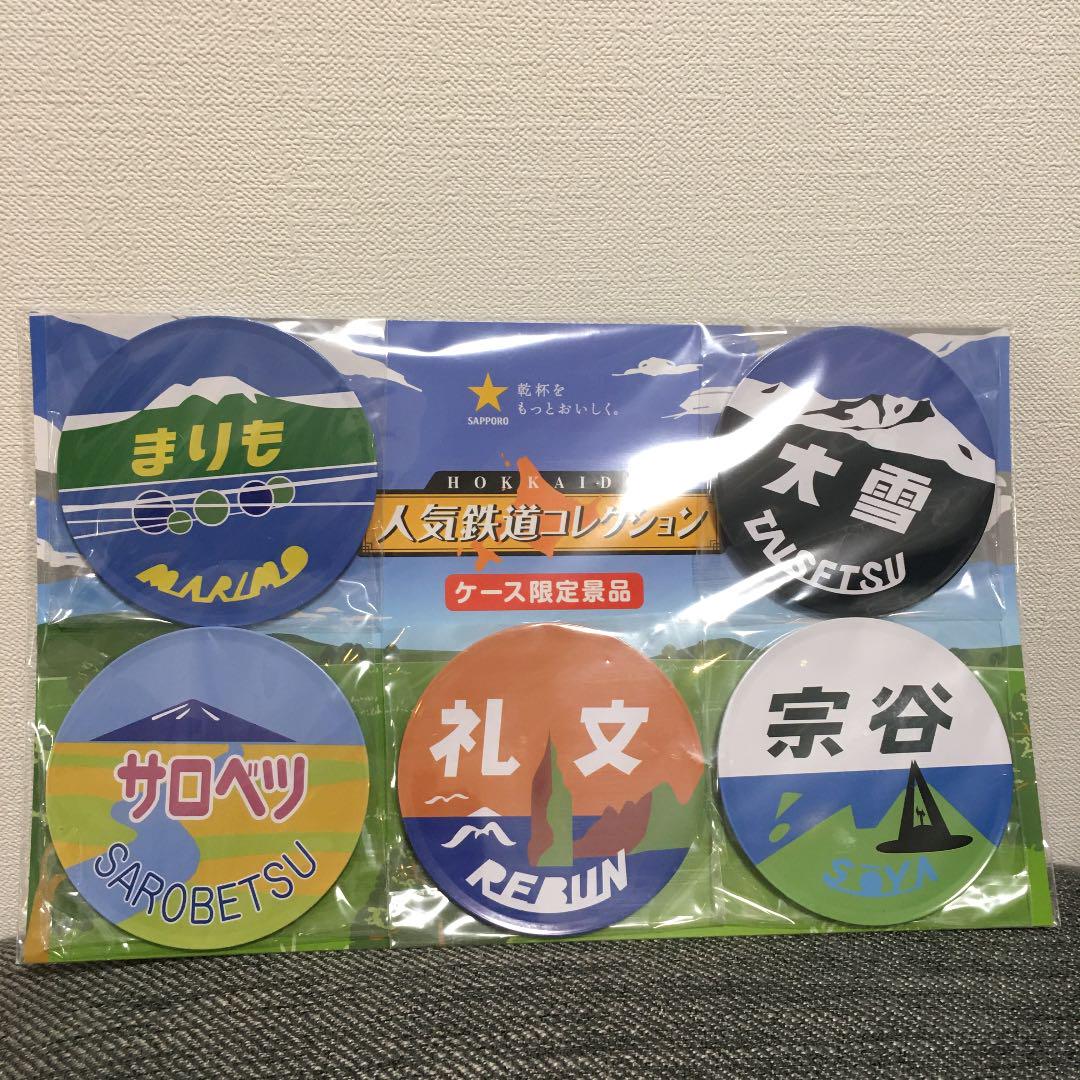 まりも
MARIMO
SAPPORO
乾杯を
もっとおいしく。
HOKKAIDO
人気鉄道コレクション
ケース限定景品
大雪
TAISETSU
サロベツ
SAROBETSU
礼文
REBUN
宗谷
SOYA